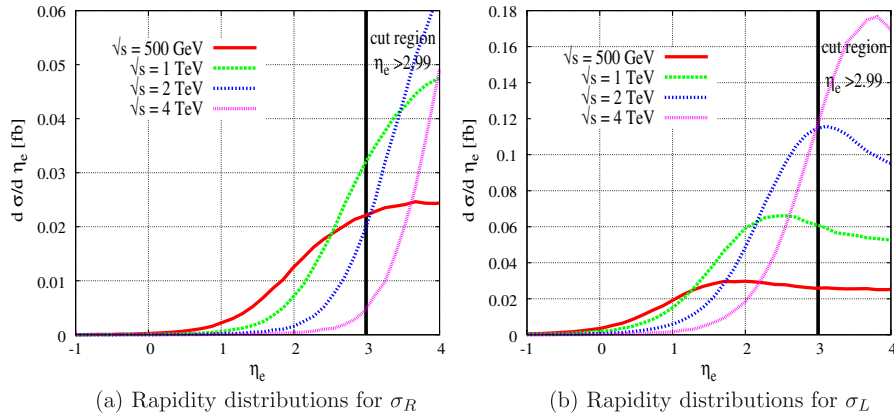 0.06
0.05
0.04
0.03
0.02
0.01
0
d σ/d η_e [fb]
√s = 500 GeV
√s = 1 TeV
√s = 2 TeV
√s = 4 TeV
cut region
η_e >2.99
-1 0 1 2 3 4
η_e
(a) Rapidity distributions for σ_R
0.18
0.16
0.14
0.12
0.1
0.08
0.06
0.04
0.02
0
d σ/d η_e [fb]
√s = 500 GeV
√s = 1 TeV
√s = 2 TeV
√s = 4 TeV
cut region
η_e >2.99
-1 0 1 2 3 4
η_e
(b) Rapidity distributions for σ_L